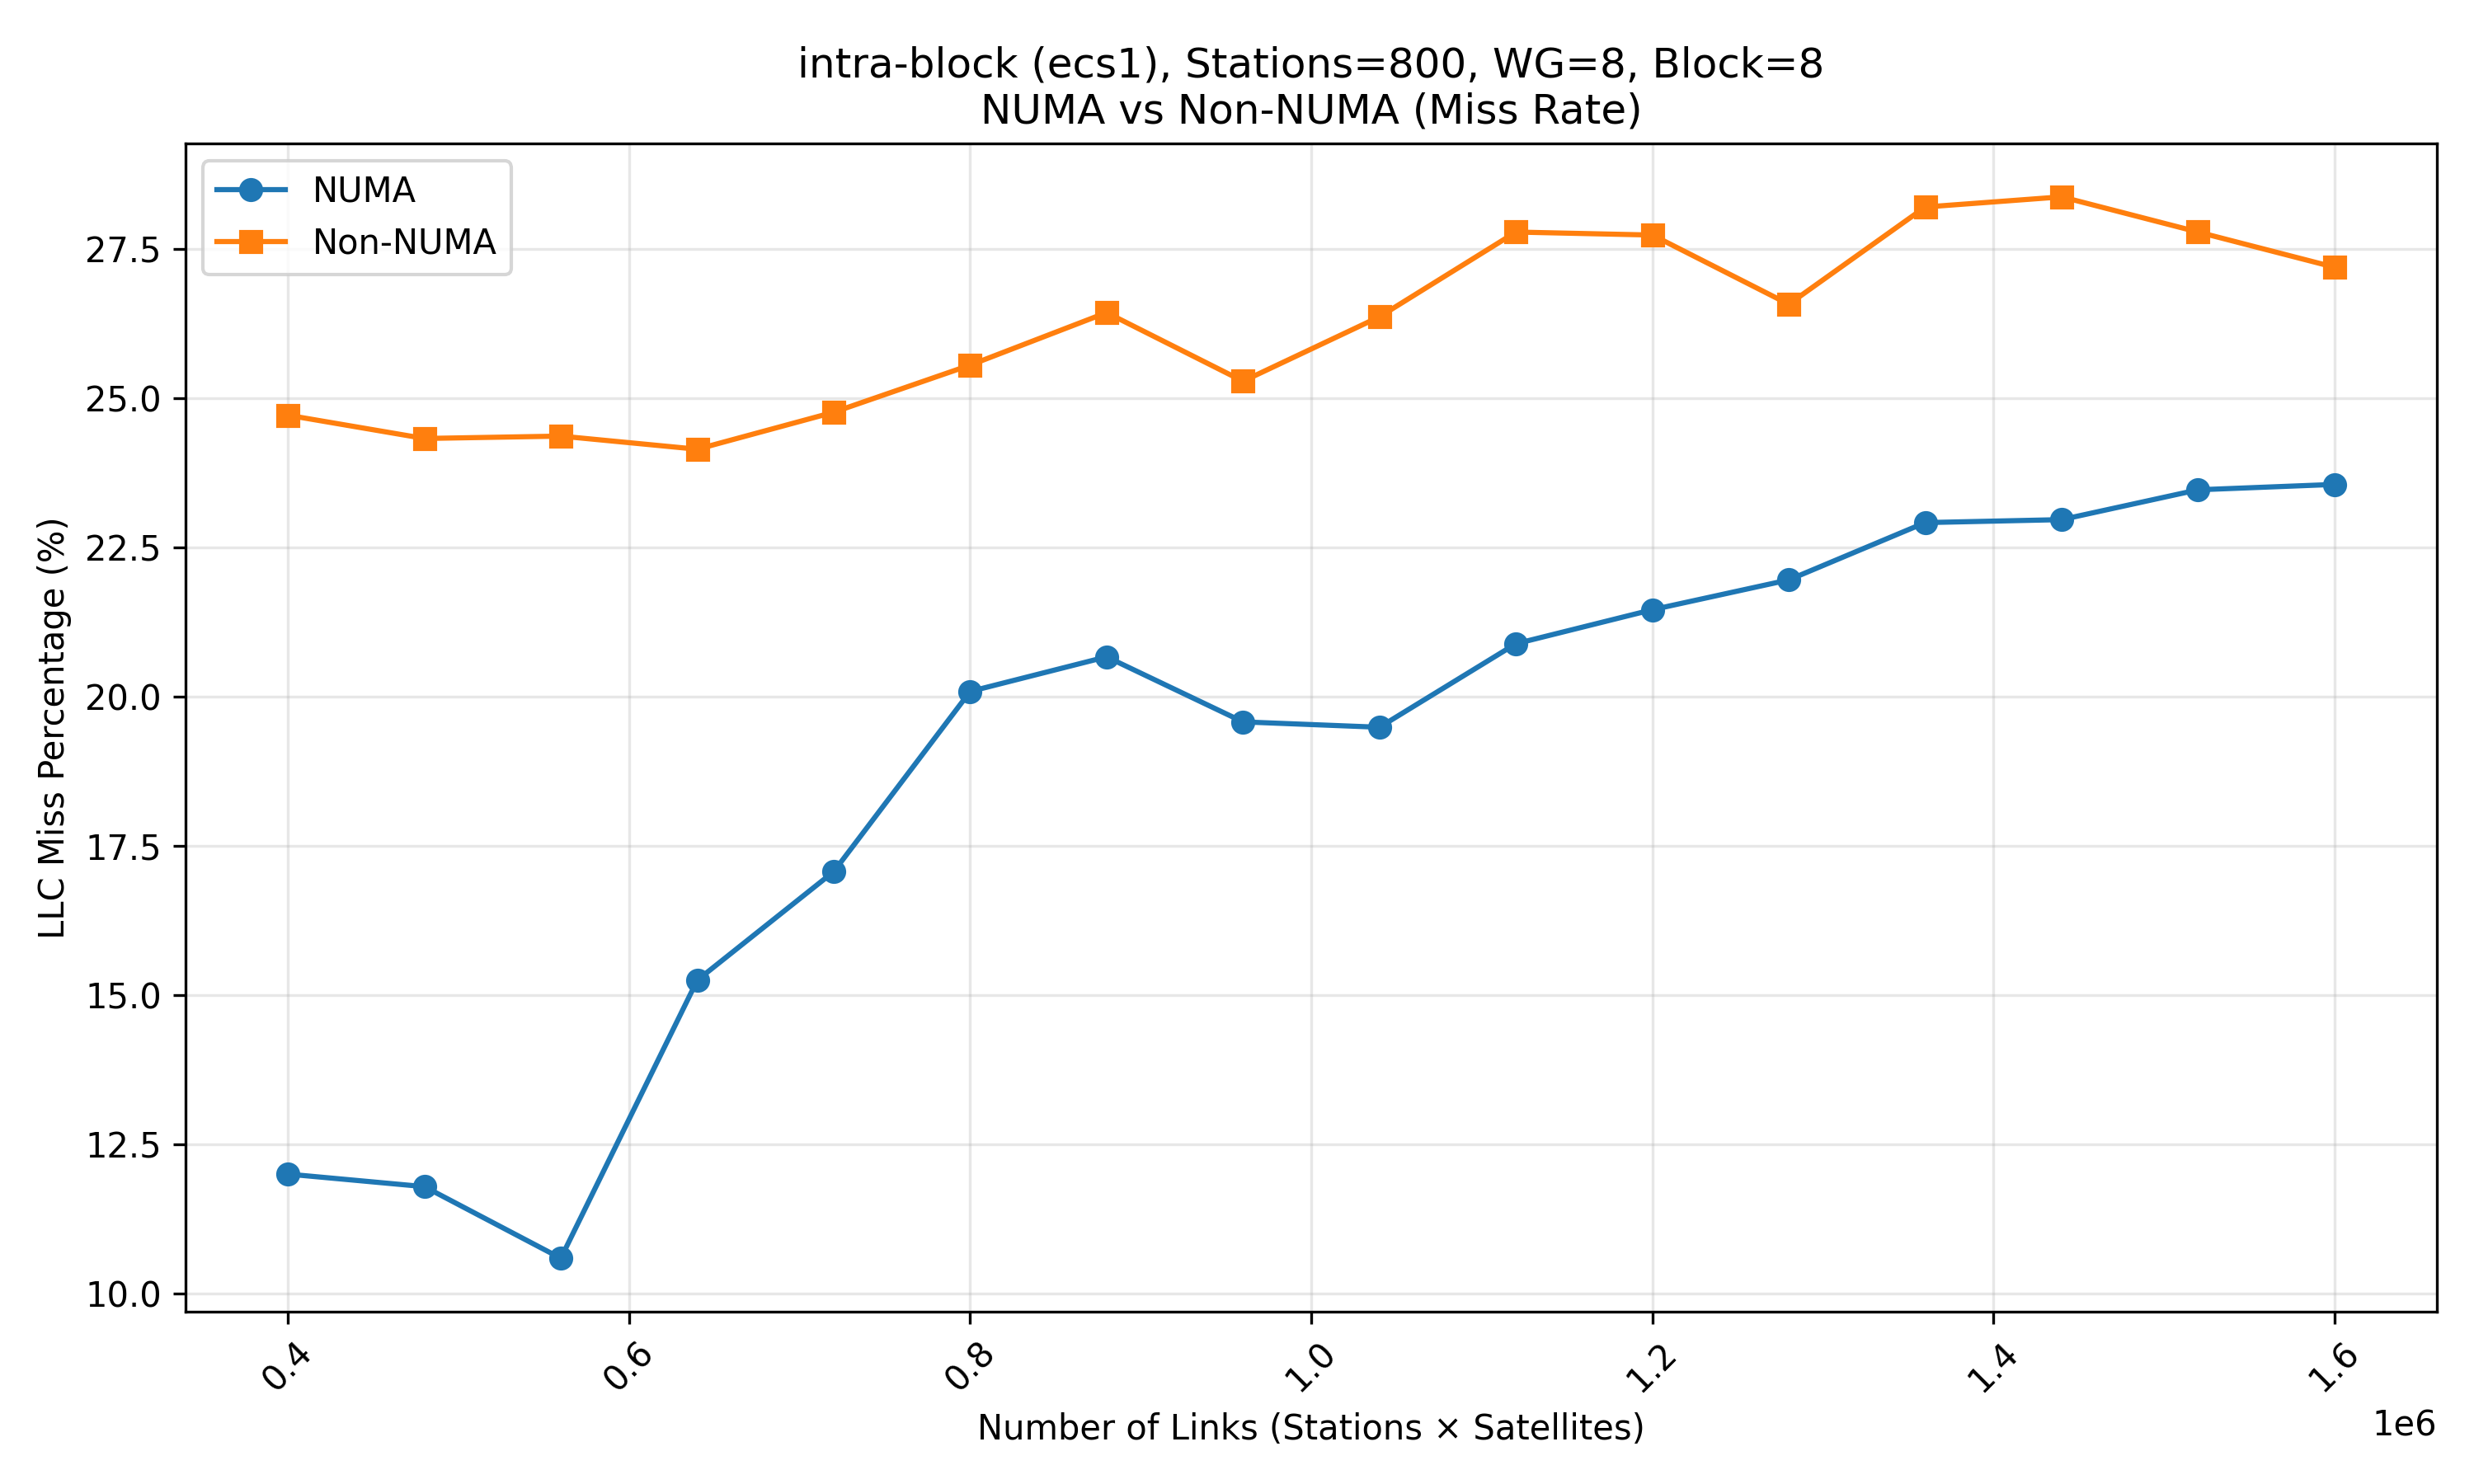 intra-block (ecs1), Stations=800, WG=8, Block=8
NUMA vs Non-NUMA (Miss Rate)
NUMA
Non-NUMA
LLC Miss Percentage (%)
27.5
25.0
22.5
20.0
17.5
15.0
12.5
10.0
0.4
0.6
0.8
1.0
1.2
1.4
1.6
1e6
Number of Links (Stations × Satellites)